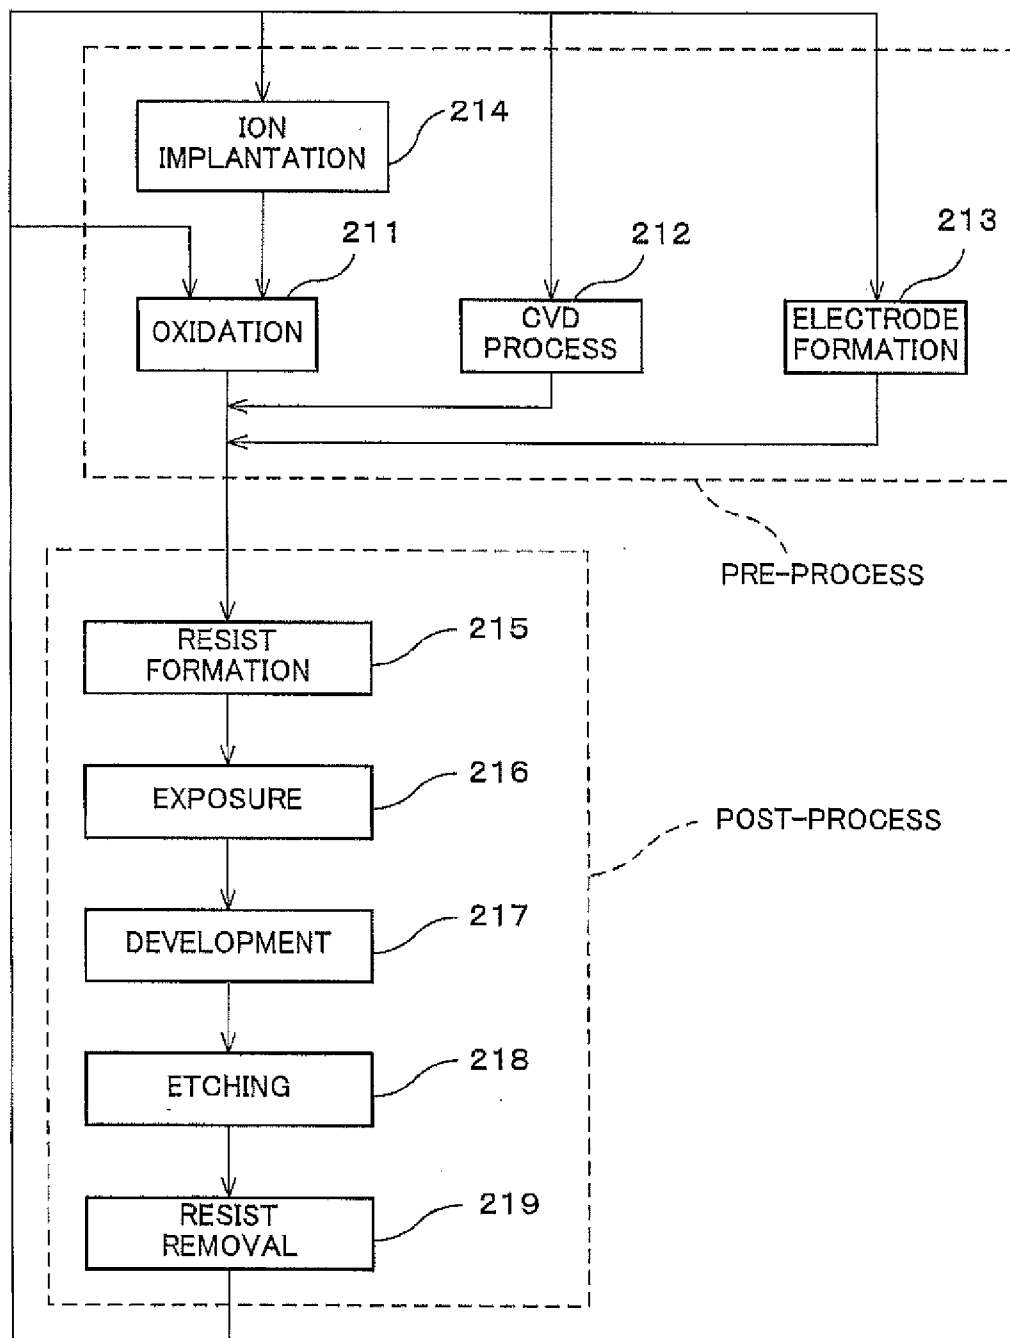 214
ION
IMPLANTATION
211
212
213
OXIDATION
CVD
PROCESS
ELECTRODE
FORMATION
PRE-PROCESS
215
RESIST
FORMATION
216
EXPOSURE
POST-PROCESS
217
DEVELOPMENT
218
ETCHING
219
RESIST
REMOVAL